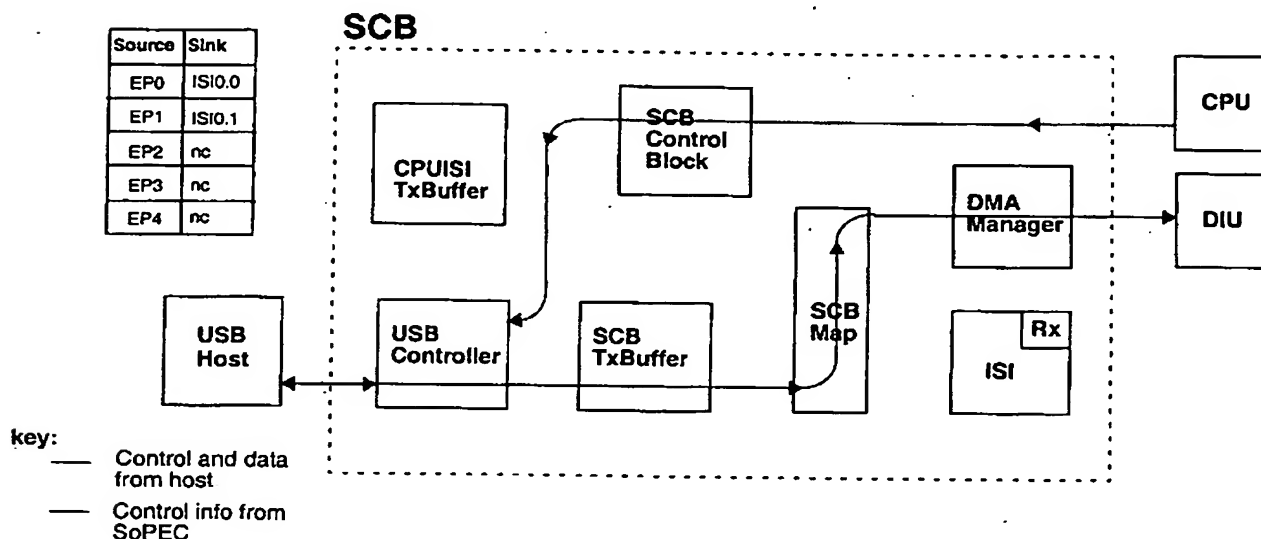 SCB
Source Sink
EP0 ISI0.0
EP1 ISI0.1
EP2 nc
EP3 nc
EP4 nc
CPUISI
TxBuffer
SCB
Control
Block
CPU
DMA
Manager
DIU
USB
Host
USB
Controller
SCB
TxBuffer
SCB
Map
Rx
ISI
key:
Control and data
from host
Control info from
SoPEC